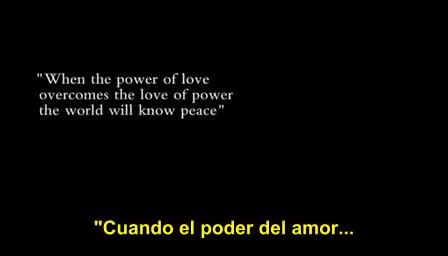 "When the power of love
overcomes the love of power
the world will know peace"
"Cuando el poder del amor...